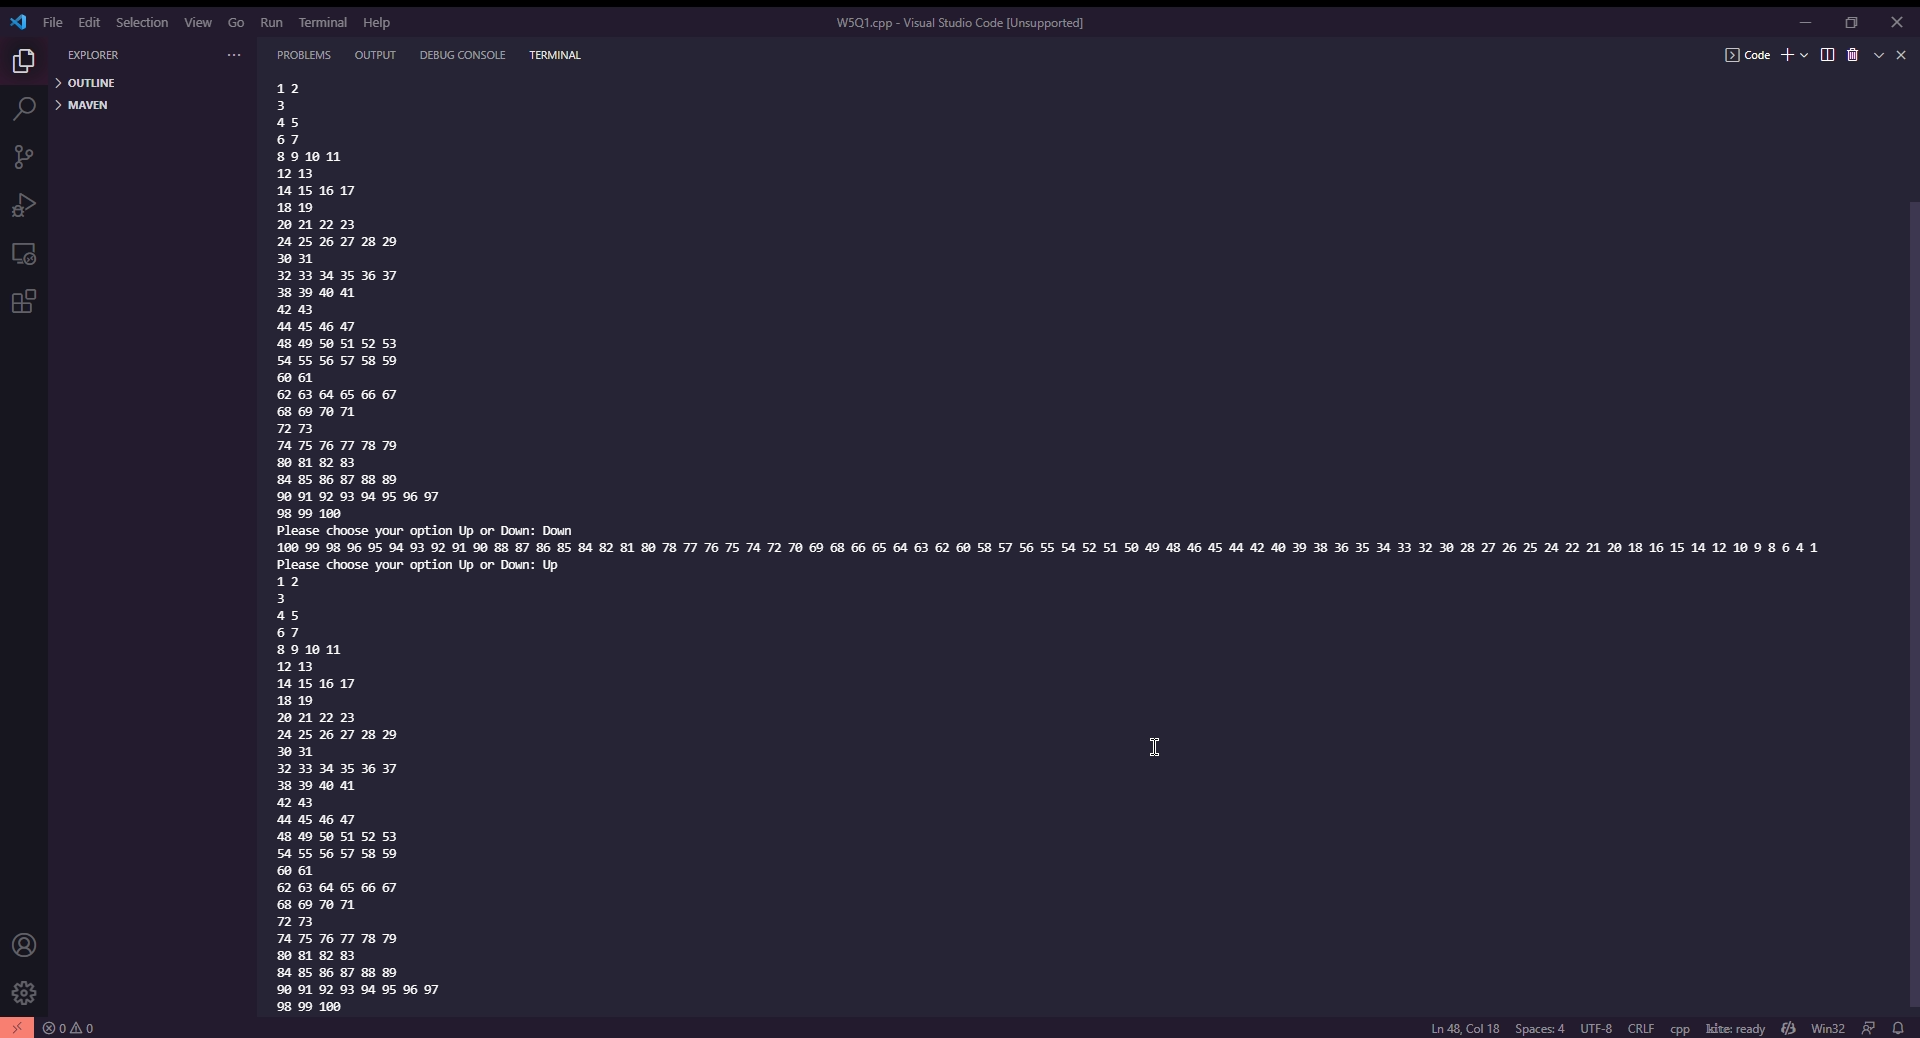 File Edit Selection View Go Run Terminal Help
W5Q1.cpp - Visual Studio Code [Unsupported]
EXPLORER
OUTLINE
MAVEN
PROBLEMS OUTPUT DEBUG CONSOLE TERMINAL
Code
1 2
3
4 5
6 7
8 9 10 11
12 13
14 15 16 17
18 19
20 21 22 23
24 25 26 27 28 29
30 31
32 33 34 35 36 37
38 39 40 41
42 43
44 45 46 47
48 49 50 51 52 53
54 55 56 57 58 59
60 61
62 63 64 65 66 67
68 69 70 71
72 73
74 75 76 77 78 79
80 81 82 83
84 85 86 87 88 89
90 91 92 93 94 95 96 97
98 99 100
Please choose your option Up or Down: Down
100 99 98 96 95 94 93 92 91 90 88 87 86 85 84 82 81 80 78 77 76 75 74 72 70 69 68 66 65 64 63 62 60 58 57 56 55 54 52 51 50 49 48 46 45 44 42 40 39 38 36 35 34 33 32 30 28 27 26 25 24 22 21 20 18 16 15 14 12 10 9 8 6 4 1
Please choose your option Up or Down: Up
1 2
3
4 5
6 7
8 9 10 11
12 13
14 15 16 17
18 19
20 21 22 23
24 25 26 27 28 29
30 31
32 33 34 35 36 37
38 39 40 41
42 43
44 45 46 47
48 49 50 51 52 53
54 55 56 57 58 59
60 61
62 63 64 65 66 67
68 69 70 71
72 73
74 75 76 77 78 79
80 81 82 83
84 85 86 87 88 89
90 91 92 93 94 95 96 97
98 99 100
0 0
Ln 48, Col 18 Spaces: 4 UTF-8 CRLF cpp kite: ready Win32